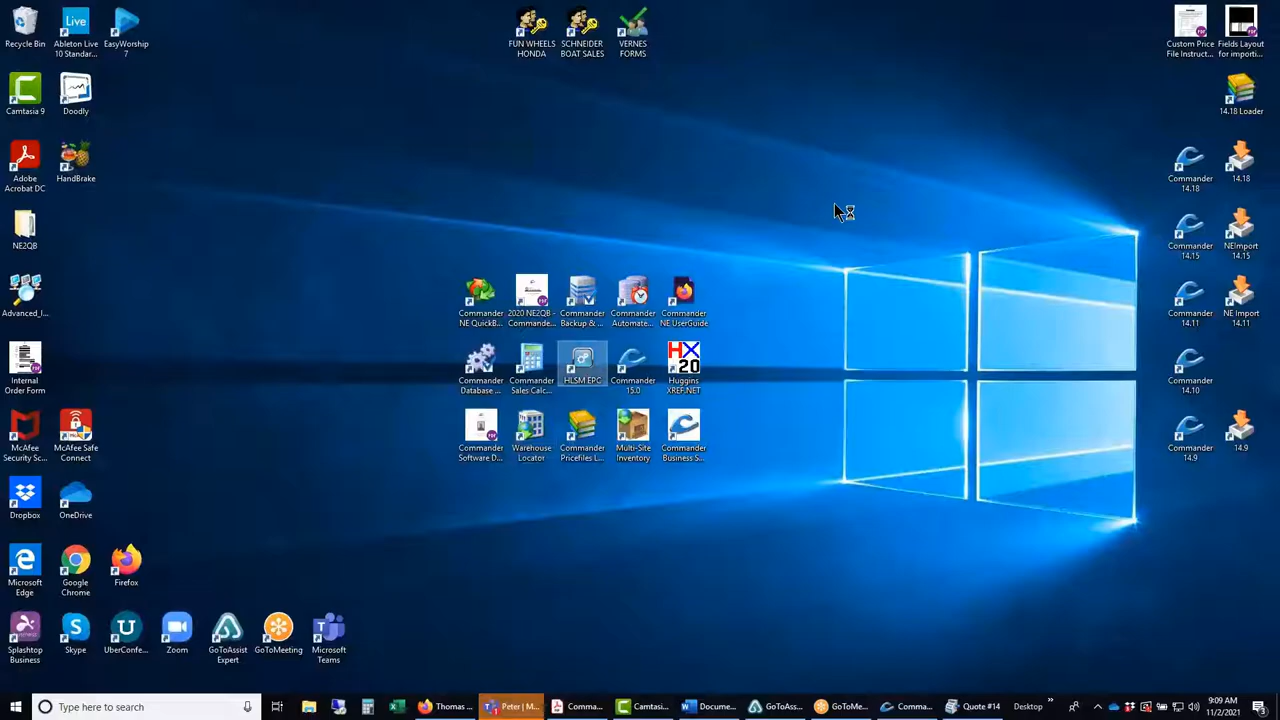 Recycle Bin
Ableton Live
10 Standar...
EasyWorship
7
FUN WHEELS
HONDA
SCHNEIDER
BOAT SALES
VERNES
FORMS
Custom Price
File Instruct...
Fields Layout
for importi...
Live
Camtasia 9
Doodly
14.18 Loader
Adobe
Acrobat DC
HandBrake
Commander
14.18
14.18
NE2QB
Commander
14.15
NEImport
14.15
Advanced_I...
Commander
NE QuickB...
2020 NE2QB -
Commande...
Commander
Backup & ...
Commander
Automate...
Commander
NE UserGuide
Commander
14.11
NE Import
14.11
Internal
Order Form
Commander
Database ...
Commander
Sales Calc...
HLSM EPC
Commander
15.0
HX
20
Huggins
XREF.NET
Commander
14.10
McAfee
Security Sc...
McAfee Safe
Connect
Commander
Software D...
Warehouse
Locator
Commander
Pricefiles L...
Multi-Site
Inventory
Commander
Business S...
Commander
14.9
14.9
Dropbox
OneDrive
Microsoft
Edge
Google
Chrome
Firefox
Splashtop
Business
Skype
UberConfe...
Zoom
GoToAssist
Expert
GoToMeeting
Microsoft
Teams
Type here to search
Thomas ...
Peter | M...
Comma...
Camtasi...
Docume...
GoToAss...
GoToMe...
Comma...
Quote #14
Desktop
9:09 AM
11/2/2021
3